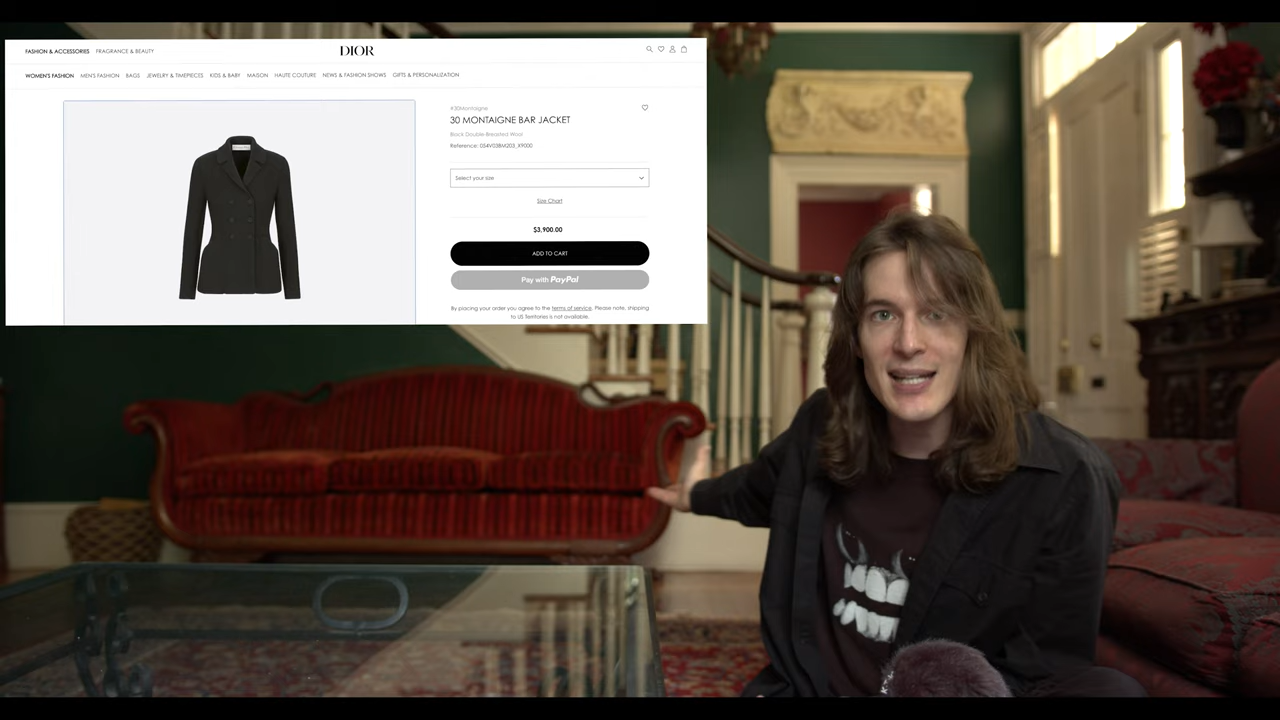 FASHION & ACCESSORIES FRAGRANCE & BEAUTY
DIOR
WOMEN'S FASHION MEN'S FASHION BAGS JEWELRY & TIMEPIECES KIDS & BABY MAISON HAUTE COUTURE NEWS & FASHION SHOWS GIFTS & PERSONALIZATION
#30Montaigne
30 MONTAIGNE BAR JACKET
Black Double-Breasted Wool
Reference: 054V03BM203_X9000
Select your size
Size Chart
$3,900.00
ADD TO CART
Pay with PayPal
By placing your order you agree to the terms of service. Please note, shipping
to US Territories is not available.